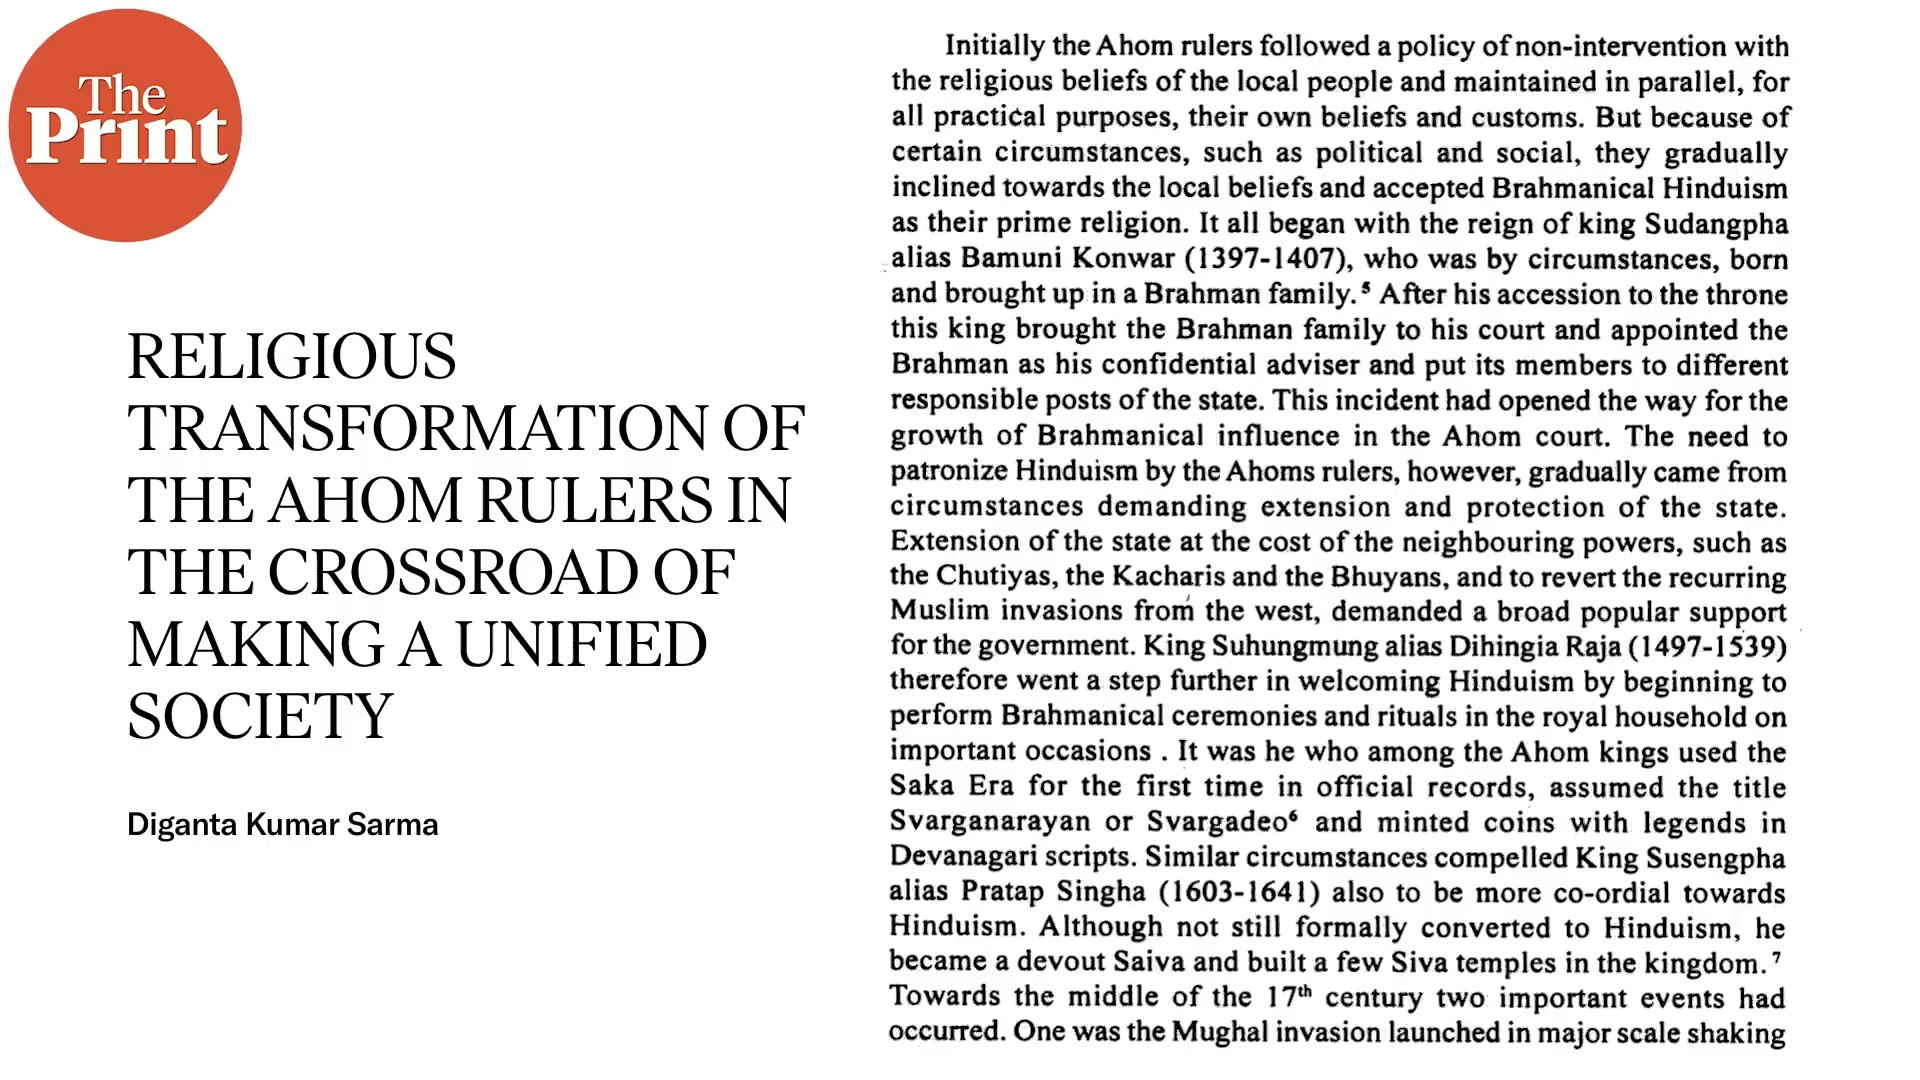 The
Print
RELIGIOUS
TRANSFORMATION OF
THE AHOM RULERS IN
THE CROSSROAD OF
MAKING A UNIFIED
SOCIETY
Diganta Kumar Sarma
Initially the Ahom rulers followed a policy of non-intervention with
the religious beliefs of the local people and maintained in parallel, for
all practical purposes, their own beliefs and customs. But because of
certain circumstances, such as political and social, they gradually
inclined towards the local beliefs and accepted Brahmanical Hinduism
as their prime religion. It all began with the reign of king Sudangpha
alias Bamuni Konwar (1397-1407), who was by circumstances, born
and brought up in a Brahman family.⁵ After his accession to the throne
this king brought the Brahman family to his court and appointed the
Brahman as his confidential adviser and put its members to different
responsible posts of the state. This incident had opened the way for the
growth of Brahmanical influence in the Ahom court. The need to
patronize Hinduism by the Ahoms rulers, however, gradually came from
circumstances demanding extension and protection of the state.
Extension of the state at the cost of the neighbouring powers, such as
the Chutiyas, the Kacharis and the Bhuyans, and to revert the recurring
Muslim invasions from the west, demanded a broad popular support
for the government. King Suhungmung alias Dihingia Raja (1497-1539)
therefore went a step further in welcoming Hinduism by beginning to
perform Brahmanical ceremonies and rituals in the royal household on
important occasions . It was he who among the Ahom kings used the
Saka Era for the first time in official records, assumed the title
Svarganarayan or Svargadeo⁶ and minted coins with legends in
Devanagari scripts. Similar circumstances compelled King Susengpha
alias Pratap Singha (1603-1641) also to be more co-ordial towards
Hinduism. Although not still formally converted to Hinduism, he
became a devout Saiva and built a few Siva temples in the kingdom.⁷
Towards the middle of the 17ᵗʰ century two important events had
occurred. One was the Mughal invasion launched in major scale shaking